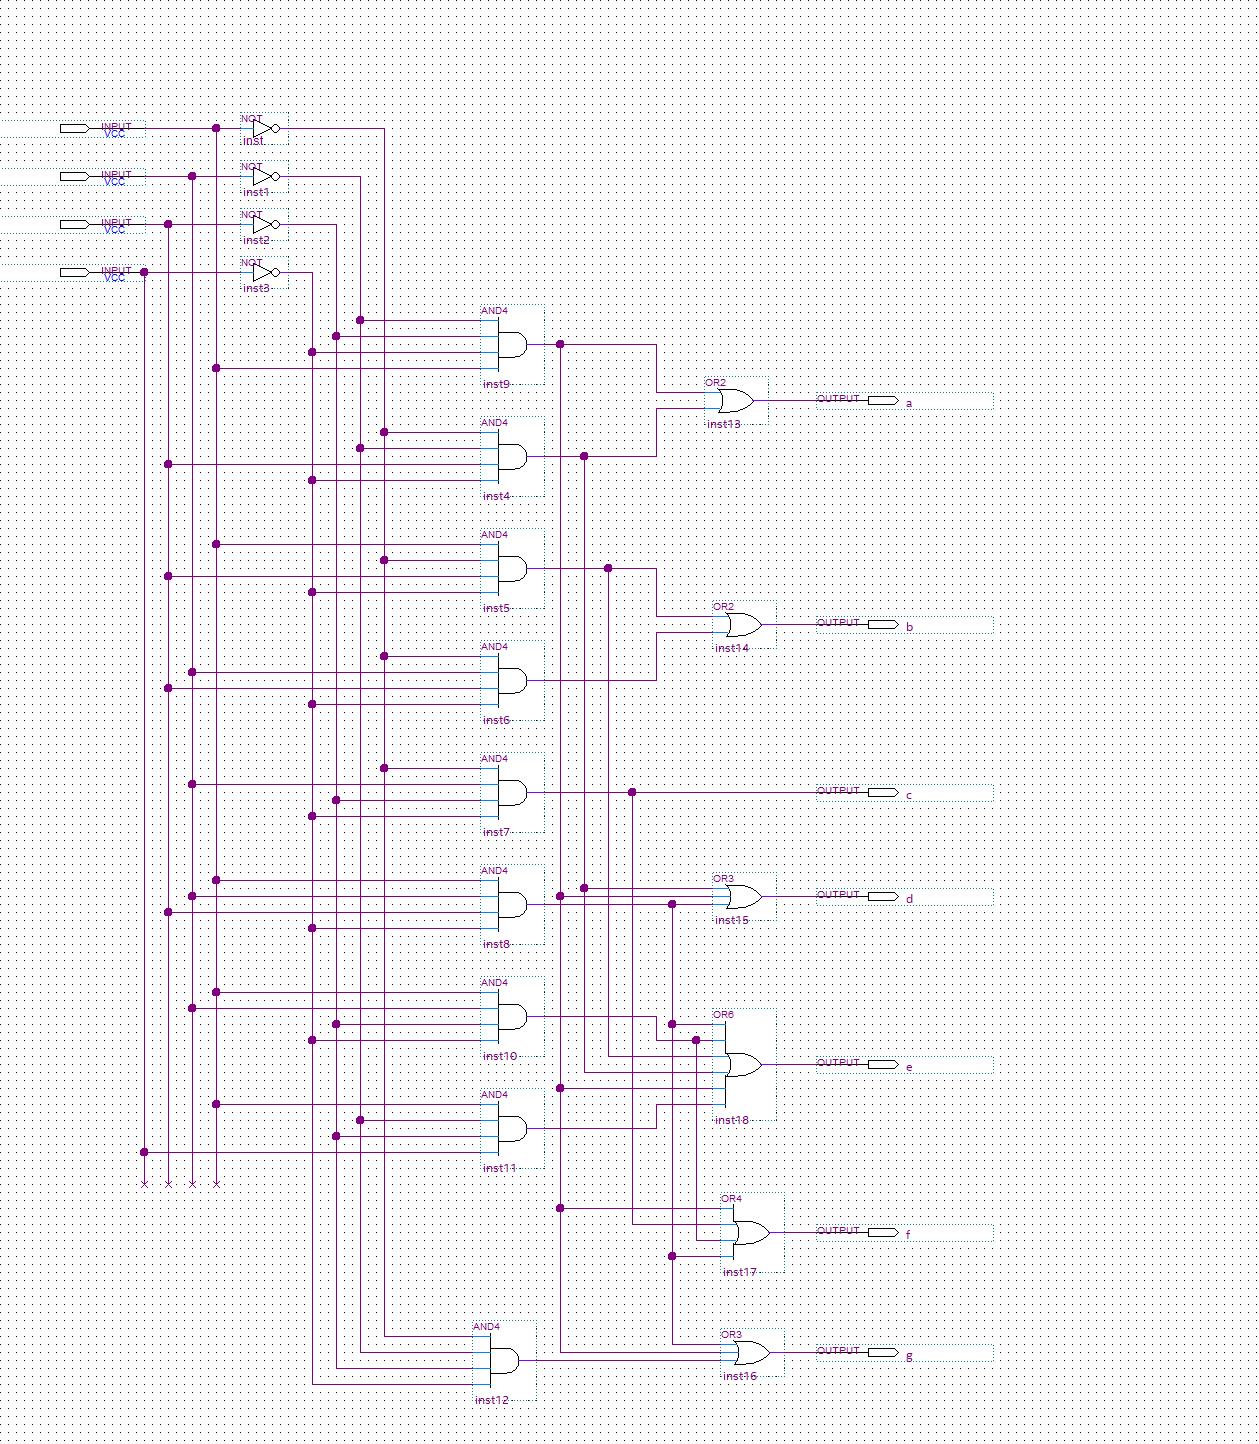 NOT
INPUT
VCC
inst
NOT
INPUT
VCC
inst1
NOT
INPUT
VCC
inst2
NOT
INPUT
VCC
inst3
AND4
inst9
OR2
OUTPUT a
inst13
AND4
inst4
AND4
inst5
OR2
OUTPUT b
inst14
AND4
inst6
AND4
OUTPUT c
inst7
AND4
OR3
OUTPUT d
inst15
inst8
AND4
OR6
inst10
OUTPUT e
AND4
inst18
inst11
OR4
OUTPUT f
inst17
AND4
OR3
OUTPUT g
inst16
inst12